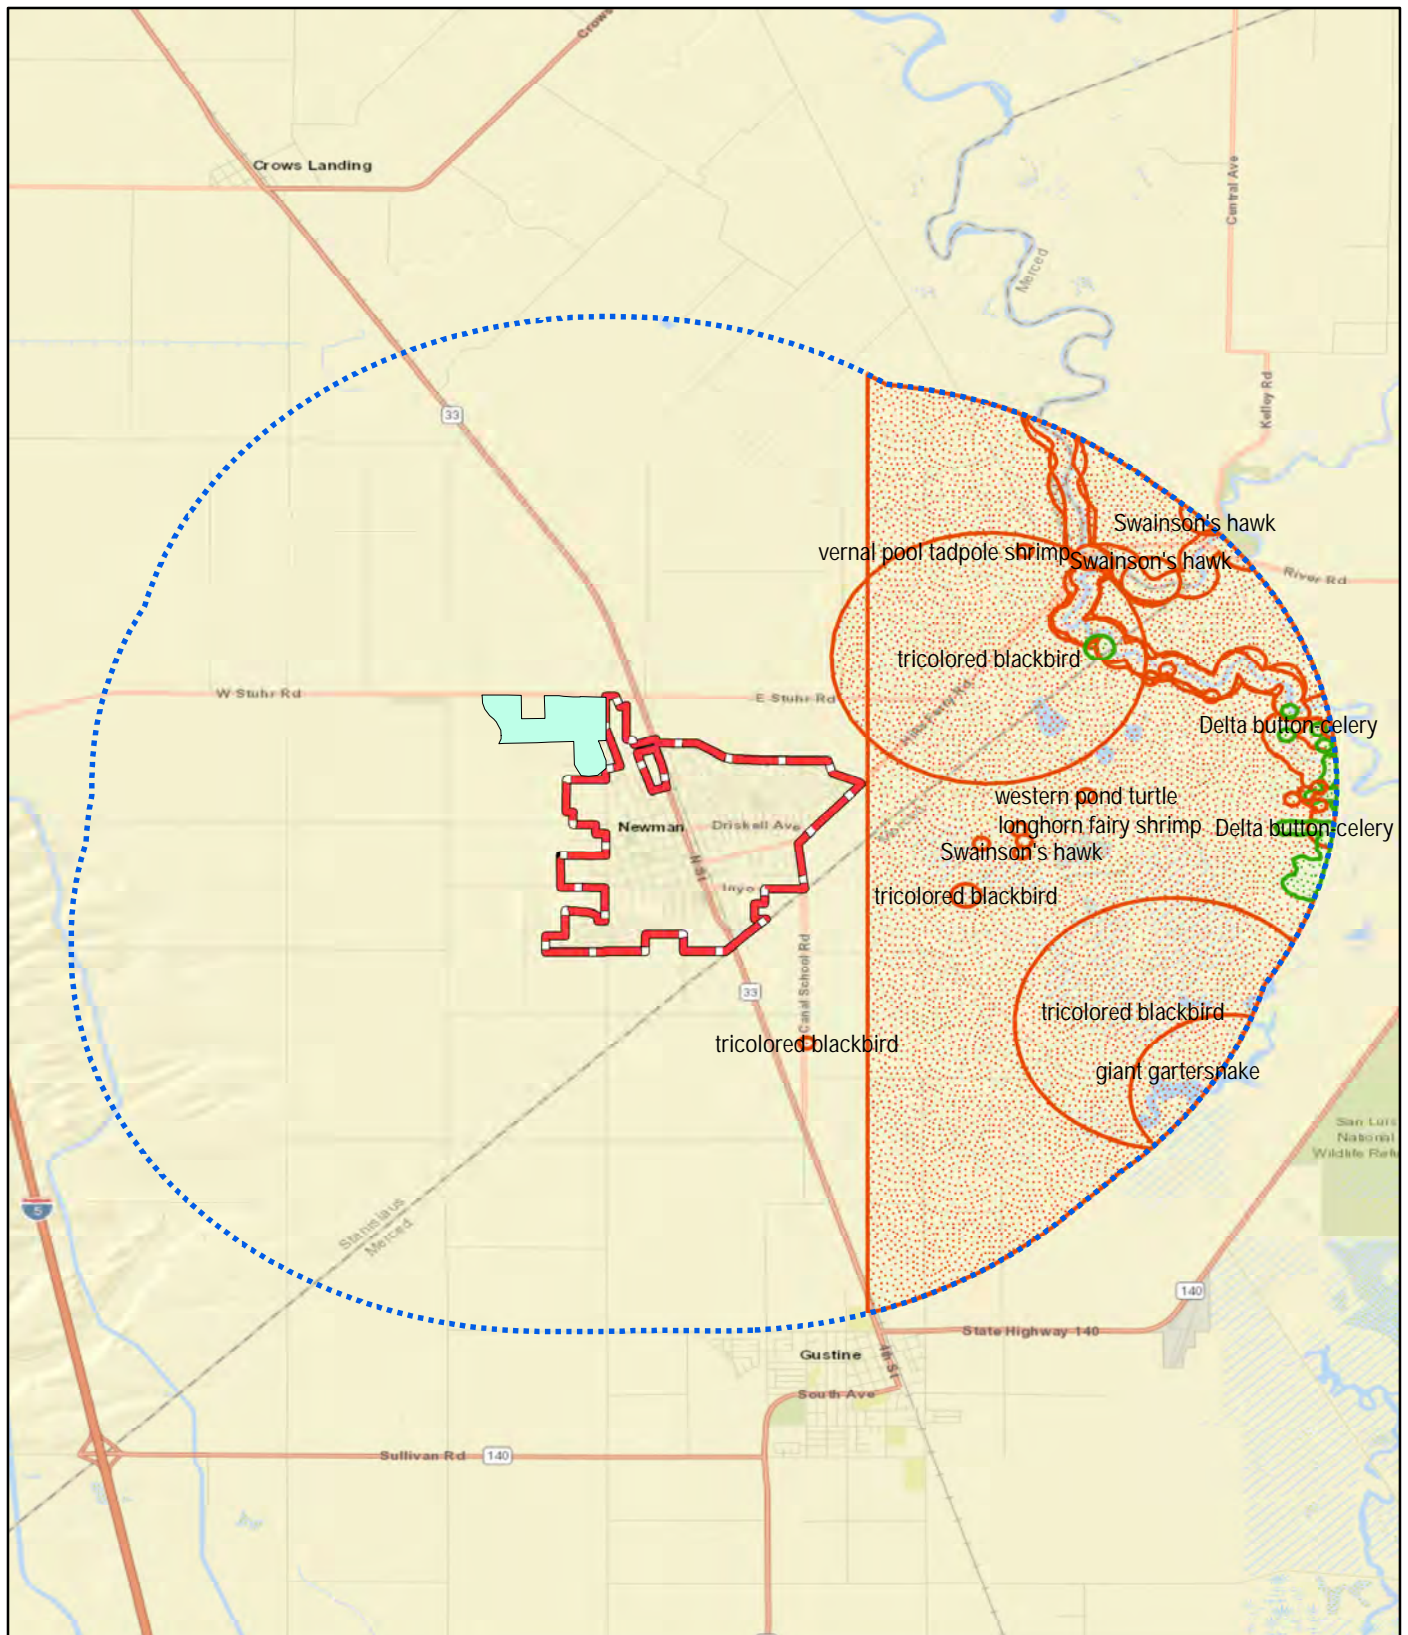 Crows
Crows Landing
Central Ave
Merced
Kelley Rd
33
Swainson's hawk
vernal pool tadpole shrimp
Swainson's hawk
River Rd
tricolored blackbird
W Stuhr Rd
E Stuhr Rd
Delta button-celery
western pond turtle
Newman
Driskell Ave
longhorn fairy shrimp
Delta button-celery
Swainson's hawk
N St
Inyo
tricolored blackbird
Canal School Rd
33
tricolored blackbird
tricolored blackbird
giant gartersnake
San Luis
National
Wildlife Refu
5
Stanislaus
Merced
140
State Highway 140
Gustine
4th St
South Ave
Sullivan Rd
140